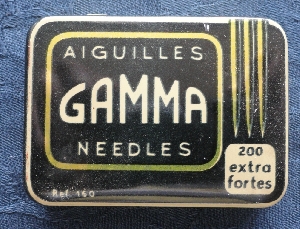 AIGUILLES
GAMMA
NEEDLES
200
extra
fortes
Ref. 160